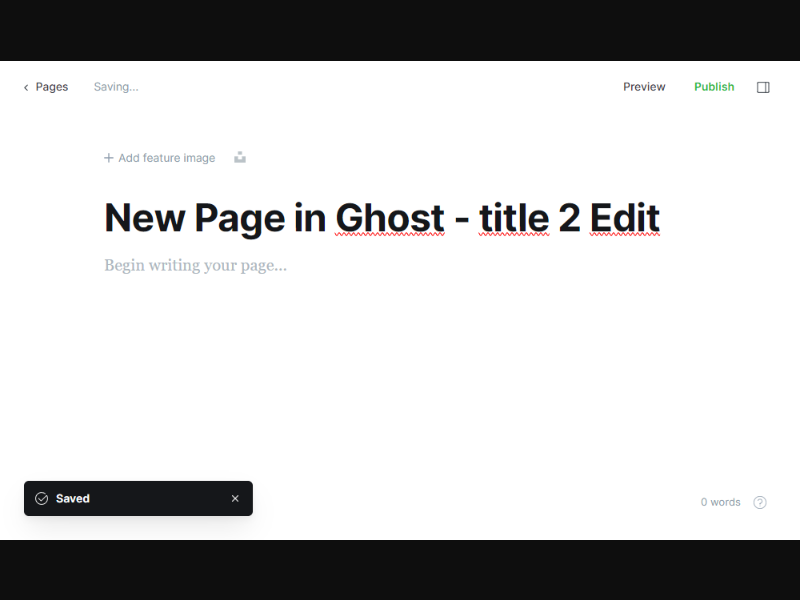 Pages Saving... Preview Publish
Add feature image
New Page in Ghost - title 2 Edit
Begin writing your page...
Saved
0 words